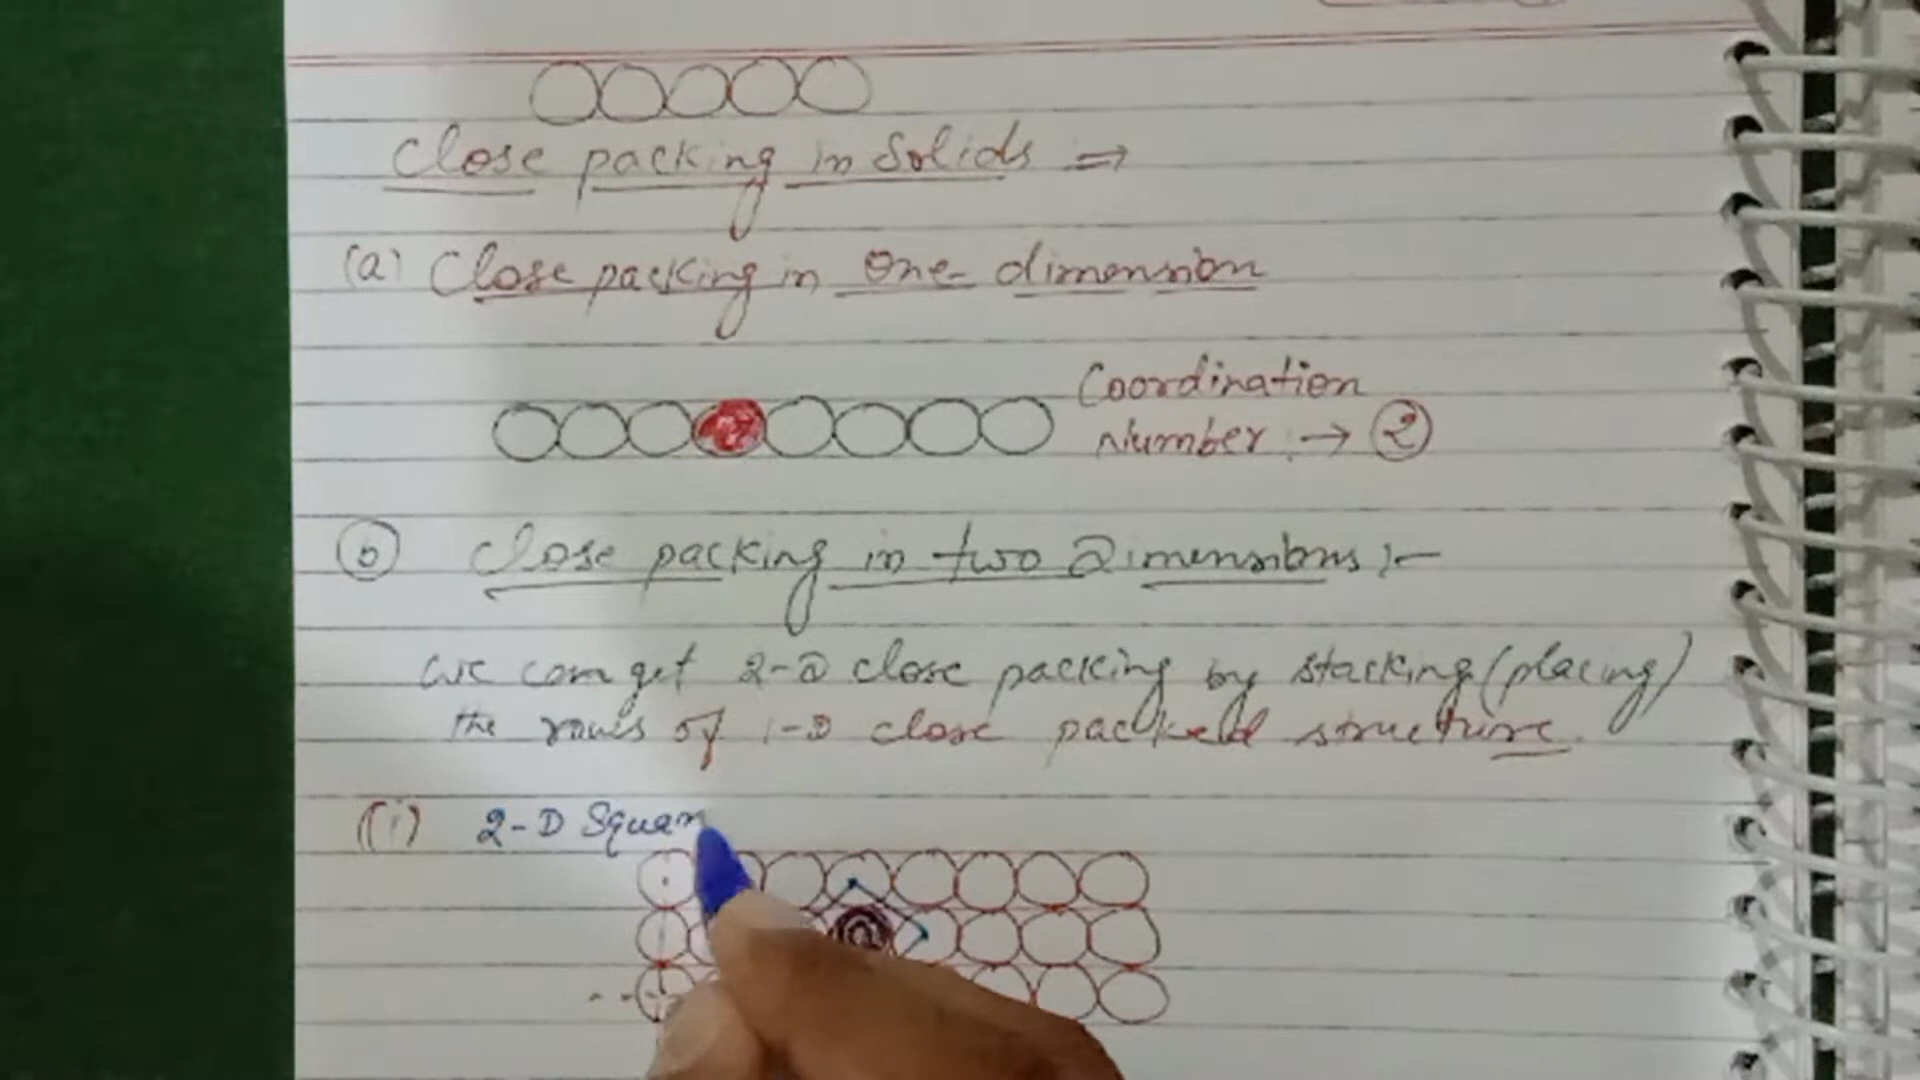 Close packing in Solids ⇒
(a) Close packing in One-dimension
Coordination
Number → 2
(b) Close packing in two Dimensions :-
we can get 2-D close packing by stacking (placing)
the rows of 1-D close packed structure.
(i) 2-D Squar